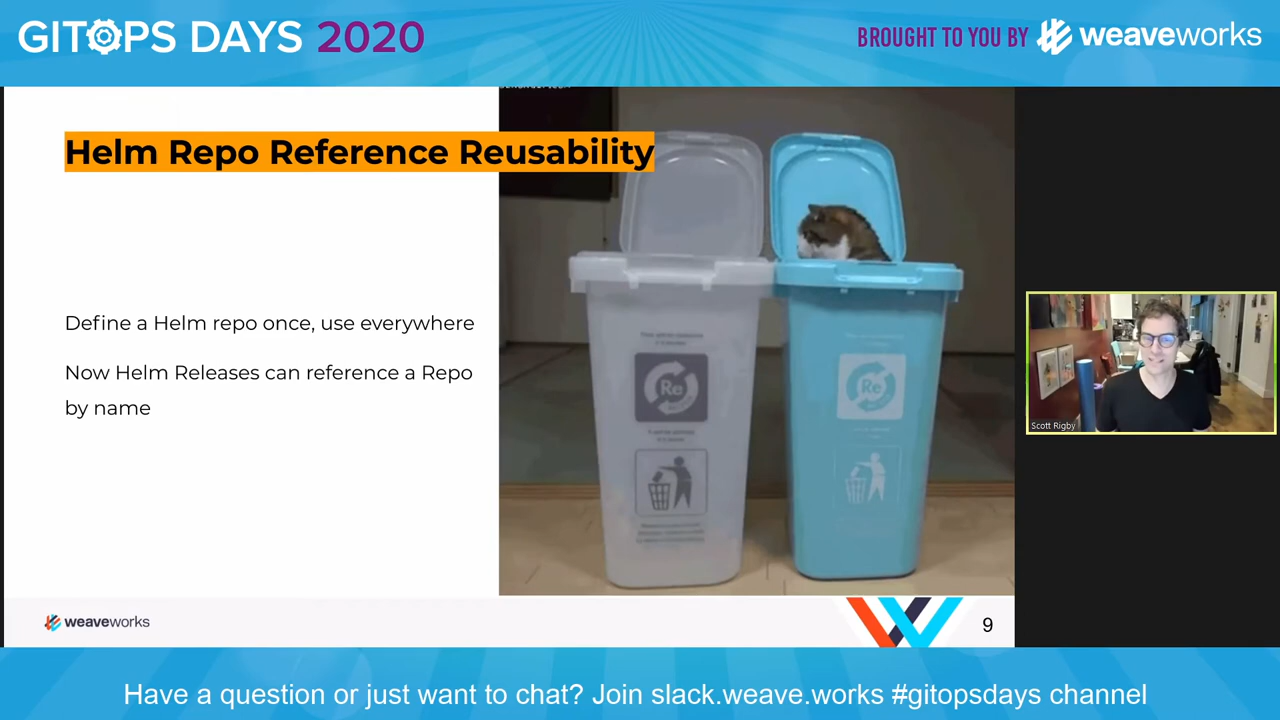 GITOPS DAYS 2020
BROUGHT TO YOU BY weaveworks
Helm Repo Reference Reusability
Define a Helm repo once, use everywhere
Now Helm Releases can reference a Repo
by name
Re
Re
Scott Rigby
weaveworks
9
Have a question or just want to chat? Join slack.weave.works #gitopsdays channel